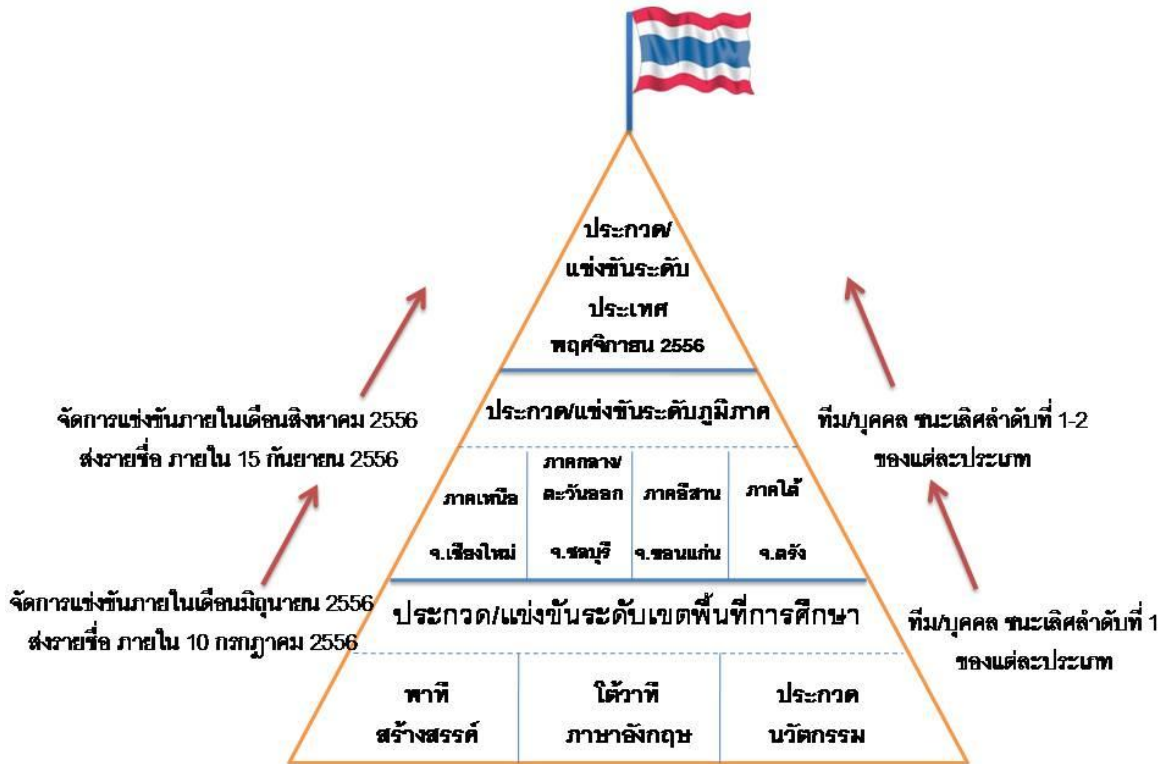 ประกวด/
แข่งขันระดับ
ประเทศ
พฤศจิกายน 2556
จัดการแข่งขันภายในเดือนสิงหาคม 2556
ส่งรายชื่อ ภายใน 15 กันยายน 2556
ประกวด/แข่งขันระดับภูมิภาค
ทีม/บุคคล ชนะเลิศลำดับที่ 1-2
ของแต่ละประเภท
ภาคเหนือ
จ.เชียงใหม่
ภาคกลาง/
ตะวันออก
จ.ชลบุรี
ภาคอีสาน
จ.ขอนแก่น
ภาคใต้
จ.ตรัง
จัดการแข่งขันภายในเดือนมิถุนายน 2556
ส่งรายชื่อ ภายใน 10 กรกฎาคม 2556
ประกวด/แข่งขันระดับเขตพื้นที่การศึกษา
ทีม/บุคคล ชนะเลิศลำดับที่ 1
ของแต่ละประเภท
พาที
สร้างสรรค์
โต้วาที
ภาษาอังกฤษ
ประกวด
นวัตกรรม